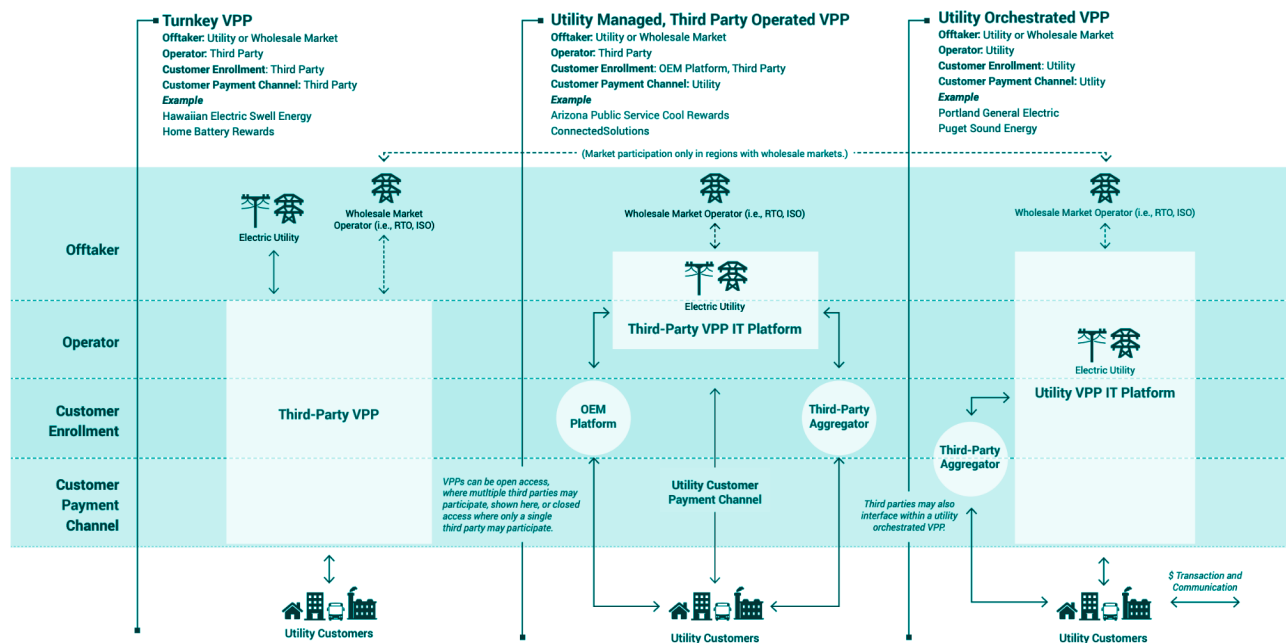 Turnkey VPP
Offtaker: Utility or Wholesale Market
Operator: Third Party
Customer Enrollment: Third Party
Customer Payment Channel: Third Party
Example
Hawaiian Electric Swell Energy
Home Battery Rewards
Utility Managed, Third Party Operated VPP
Offtaker: Utility or Wholesale Market
Operator: Third Party
Customer Enrollment: OEM Platform, Third Party
Customer Payment Channel: Utility
Example
Arizona Public Service Cool Rewards
ConnectedSolutions
Utility Orchestrated VPP
Offtaker: Utility or Wholesale Market
Operator: Utility
Customer Enrollment: Utility
Customer Payment Channel: Utlity
Example
Portland General Electric
Puget Sound Energy
(Market participation only in regions with wholesale markets.)
Offtaker
Operator
Customer
Enrollment
Customer
Payment
Channel
Electric Utility
Wholesale Market
Operator (i.e., RTO, ISO)
Third-Party VPP
Utility Customers
Wholesale Market Operator (i.e., RTO, ISO)
Electric Utility
Third-Party VPP IT Platform
OEM
Platform
Third-Party
Aggregator
VPPs can be open access,
where mutltiple third parties may
participate, shown here, or closed
access where only a single
third party may participate.
Utility Customer
Payment Channel
Utility Customers
Wholesale Market Operator (i.e., RTO, ISO)
Electric Utility
Utility VPP IT Platform
Third-Party
Aggregator
Third parties may also
interface within a utility
orchestrated VPP.
Utility Customers
$ Transaction and
Communication